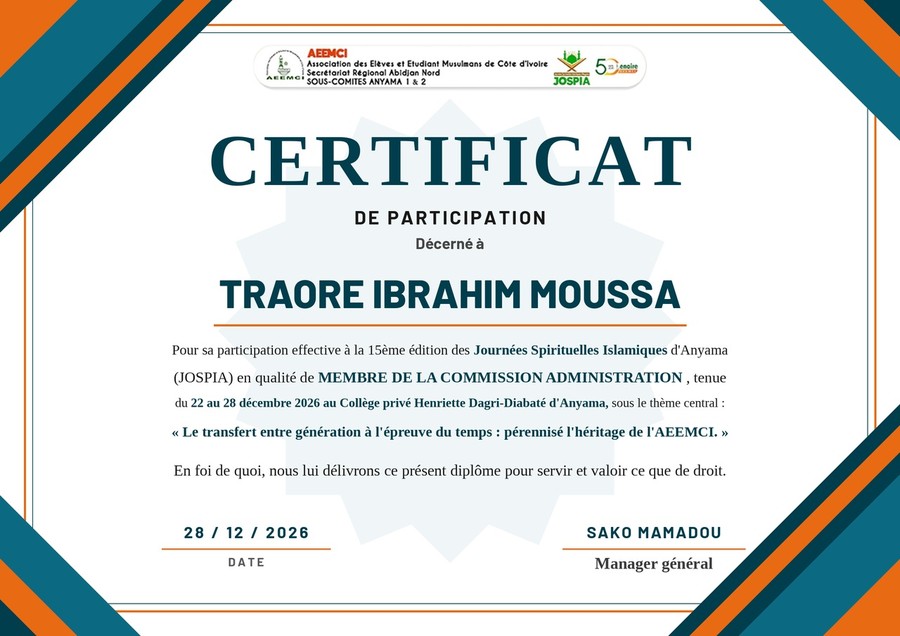 AEEMCI
AEEMCI
Association des Elèves et Etudiant Musulmans de Côte d'Ivoire
Secrétariat Régional Abidjan Nord
SOUS-COMITES ANYAMA 1 & 2
JOSPIA
CERTIFICAT
DE PARTICIPATION
Décerné à
TRAORE IBRAHIM MOUSSA
Pour sa participation effective à la 15ème édition des Journées Spirituelles Islamiques d'Anyama
(JOSPIA) en qualité de MEMBRE DE LA COMMISSION ADMINISTRATION , tenue
du 22 au 28 décembre 2026 au Collège privé Henriette Dagri-Diabaté d'Anyama, sous le thème central :
« Le transfert entre génération à l'épreuve du temps : pérennisé l'héritage de l'AEEMCI. »
En foi de quoi, nous lui délivrons ce présent diplôme pour servir et valoir ce que de droit.
28 / 12 / 2026
DATE
SAKO MAMADOU
Manager général